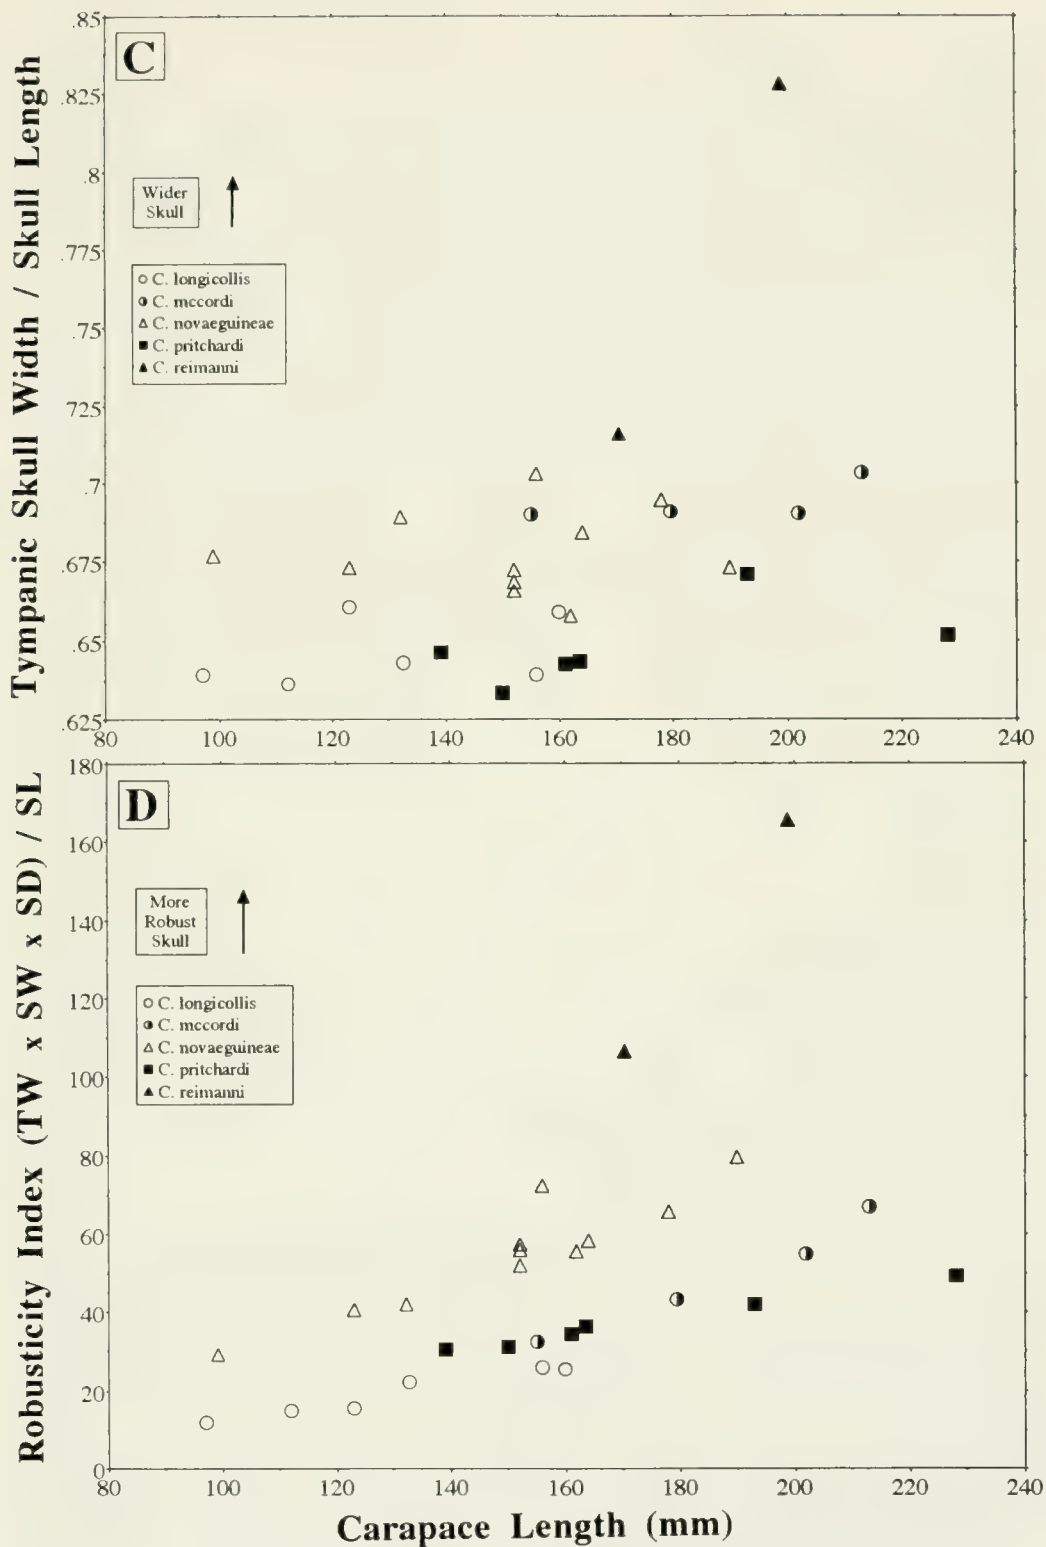 Tympanic Skull Width / Skull Length
.85
.825
.8
.775
.75
.725
.7
.675
.65
.625
C
Wider
Skull
C. longicollis
C. mccordi
C. novaeguineae
C. pritchardi
C. reimanni
80 100 120 140 160 180 200 220 240
Robusticity Index (TW x SW x SD) / SL
180
160
140
120
100
80
60
40
20
0
D
More
Robust
Skull
C. longicollis
C. mccordi
C. novaeguineae
C. pritchardi
C. reimanni
80 100 120 140 160 180 200 220 240
Carapace Length (mm)